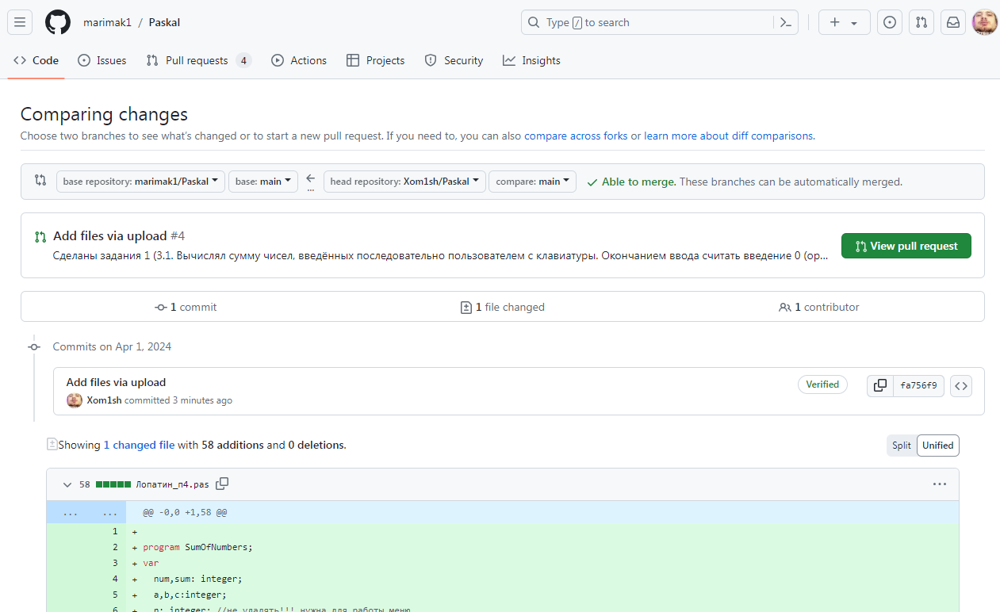 marimak1 / Paskal
Type / to search
<> Code Issues Pull requests 4 Actions Projects Security Insights
Comparing changes
Choose two branches to see what's changed or to start a new pull request. If you need to, you can also compare across forks or learn more about diff comparisons.
base repository: marimak1/Paskal base: main ← ... head repository: Xom1sh/Paskal compare: main Able to merge. These branches can be automatically merged.
Add files via upload #4
Сделаны задания 1 (3.1. Вычислял сумму чисел, введённых последовательно пользователем с клавиатуры. Окончанием ввода считать введение 0 (ор...
View pull request
1 commit 1 file changed 1 contributor
Commits on Apr 1, 2024
Add files via upload
Xom1sh committed 3 minutes ago
Verified fa756f9
Showing 1 changed file with 58 additions and 0 deletions.
Split Unified
58 Лопатин_п4.pas ...
... ... @@ -0,0 +1,58 @@
1 +
2 + program SumOfNumbers;
3 + var
4 + num,sum: integer;
5 + a,b,c:integer;
6 + n: integer; //не удалять!!! нужна для работы меню